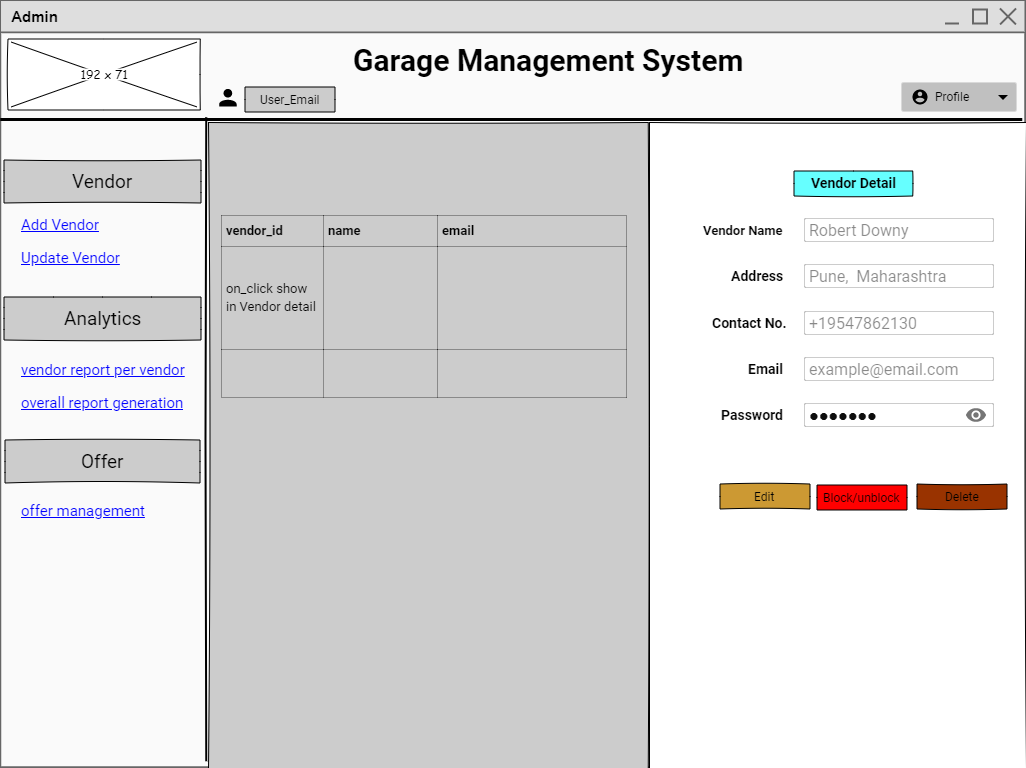 Admin
192 x 71
Garage Management System
User_Email
Profile
Vendor
Add Vendor
Update Vendor
Analytics
vendor report per vendor
overall report generation
Offer
offer management
vendor_id name email
on_click show
in Vendor detail
Vendor Detail
Vendor Name Robert Downy
Address Pune,  Maharashtra
Contact No. +19547862130
Email example@email.com
Password ●●●●●●●
Edit Block/unblock Delete